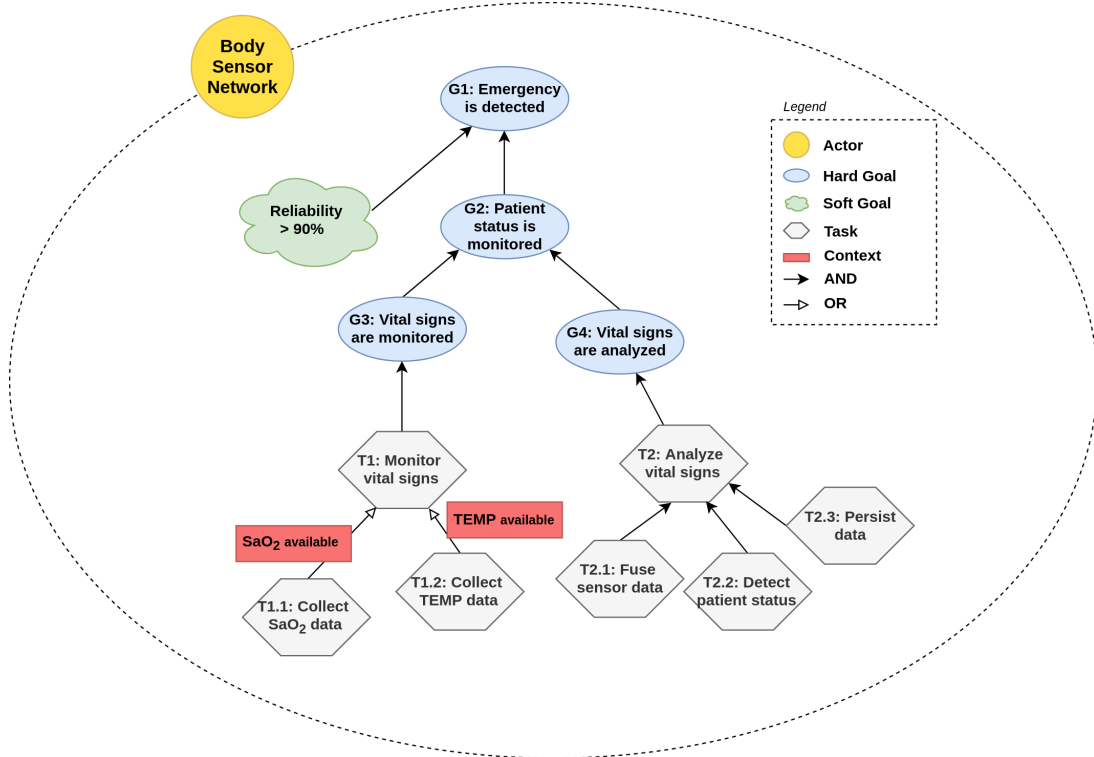 Body
Sensor
Network
G1: Emergency
is detected
Legend
Actor
Hard Goal
Soft Goal
Task
Context
AND
OR
Reliability
> 90%
G2: Patient
status is
monitored
G3: Vital signs
are monitored
G4: Vital signs
are analyzed
T1: Monitor
vital signs
T2: Analyze
vital signs
SaO₂ available
TEMP available
T2.3: Persist
data
T1.1: Collect
SaO₂ data
T1.2: Collect
TEMP data
T2.1: Fuse
sensor data
T2.2: Detect
patient status